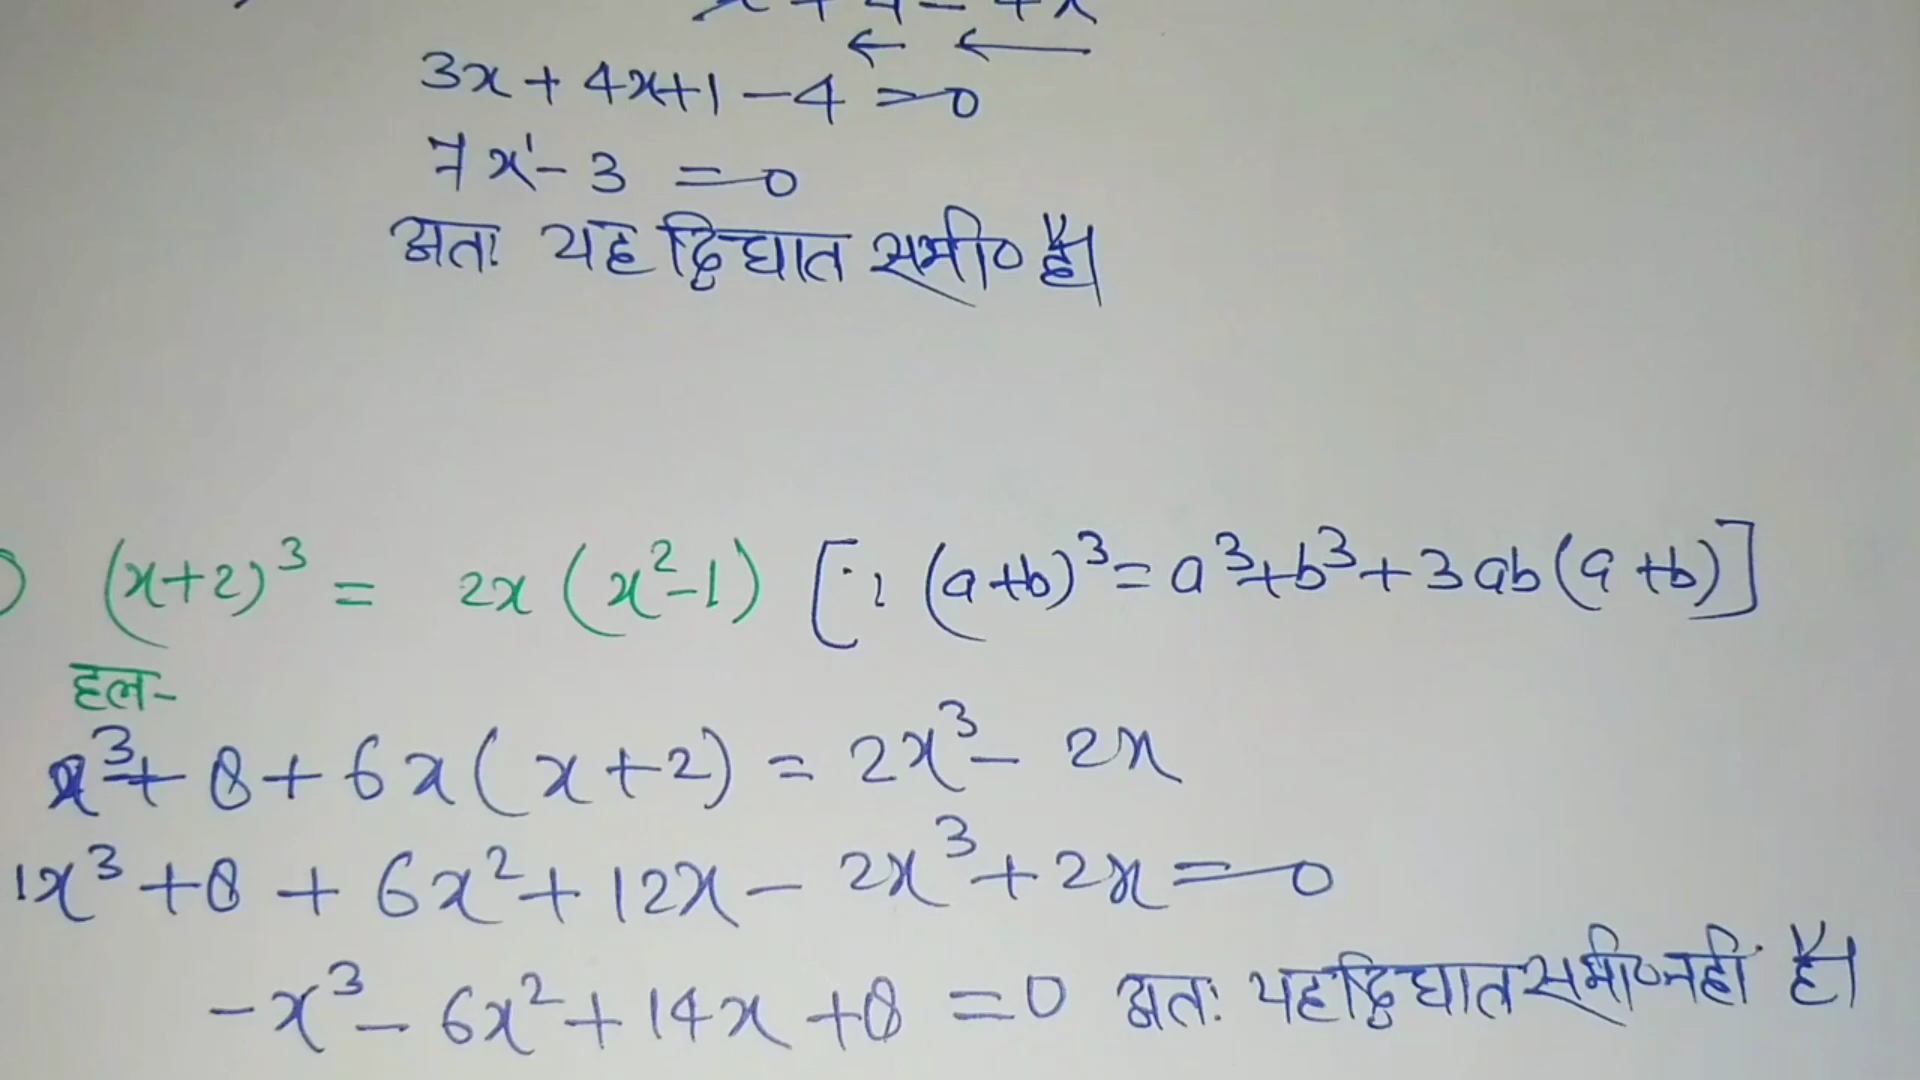 3x + 4x+1 - 4 = 0
7x¹ - 3 = 0
अतः यह द्विघात समी० है।
(x+2)³ = 2x (x²-1) [∵ (a+b)³ = a³+b³+3ab(a+b)]
हल-
x³+ 8 + 6x(x+2) = 2x³ - 2x
1x³ +8 + 6x² + 12x - 2x³ + 2x = 0
-x³ - 6x² + 14x +8 = 0 अतः यह द्विघात समी० नहीं है।